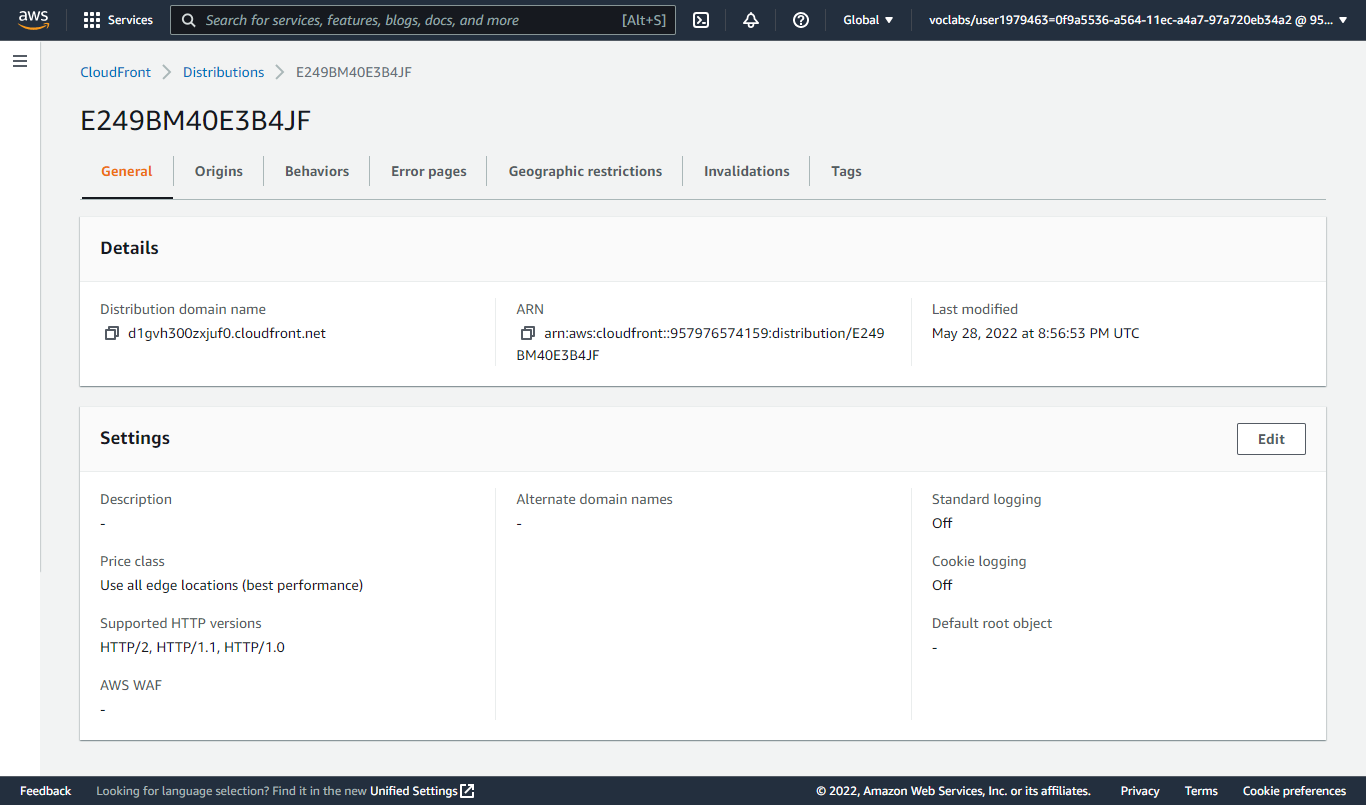 aws Services Search for services, features, blogs, docs, and more [Alt+S] Global voclabs/user1979463=0f9a5536-a564-11ec-a4a7-97a720eb34a2 @ 95...
CloudFront Distributions E249BM40E3B4JF
E249BM40E3B4JF
General Origins Behaviors Error pages Geographic restrictions Invalidations Tags
Details
Distribution domain name
d1gvh300zxjuf0.cloudfront.net
ARN
arn:aws:cloudfront::957976574159:distribution/E249
BM40E3B4JF
Last modified
May 28, 2022 at 8:56:53 PM UTC
Settings
Edit
Description
-
Price class
Use all edge locations (best performance)
Supported HTTP versions
HTTP/2, HTTP/1.1, HTTP/1.0
AWS WAF
-
Alternate domain names
-
Standard logging
Off
Cookie logging
Off
Default root object
-
Feedback Looking for language selection? Find it in the new Unified Settings © 2022, Amazon Web Services, Inc. or its affiliates. Privacy Terms Cookie preferences